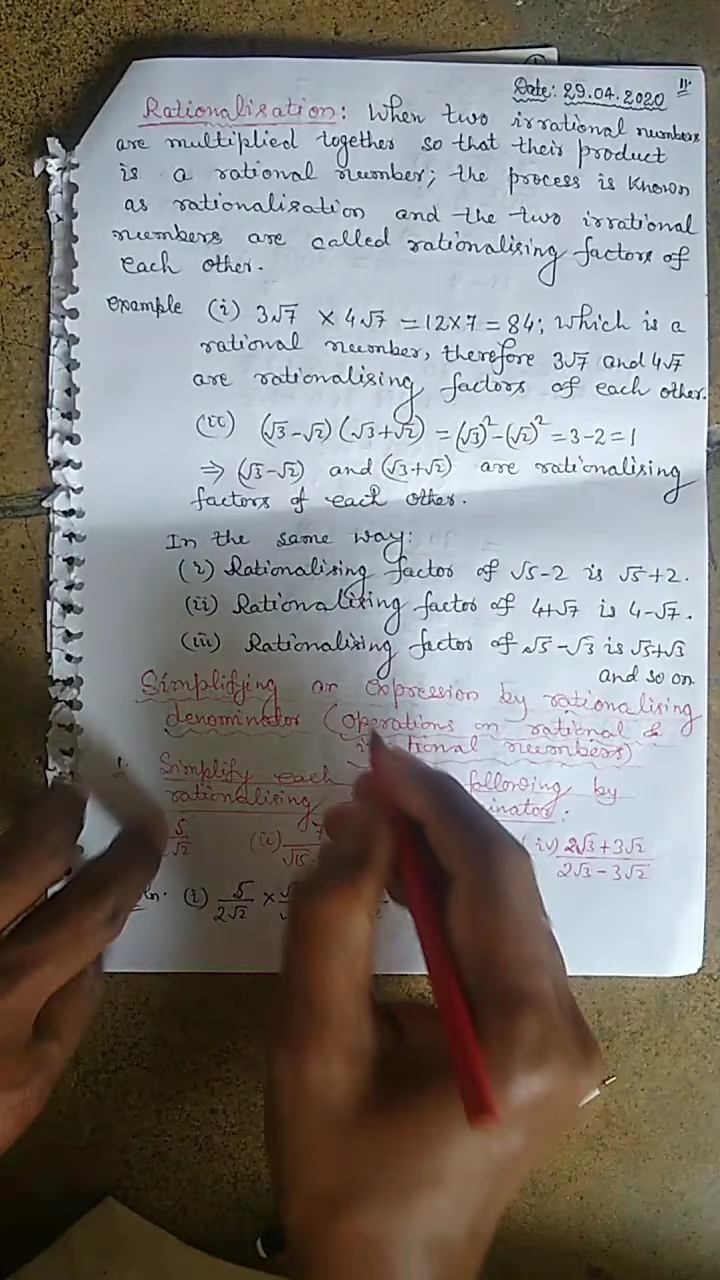 Date: 29.04.2020
Rationalisation: When two irrational numbers
are multiplied together so that their product
is a rational number; the process is known
as rationalisation and the two irrational
numbers are called rationalising factors of
each other.
example (i) 3√7 × 4√7 = 12×7 = 84; which is a
rational number, therefore 3√7 and 4√7
are rationalising factors of each other.
(ii) (√3-√2)(√3+√2) = (√3)²-(√2)² = 3-2=1
⇒ (√3-√2) and (√3+√2) are rationalising
factors of each other.
In the same way:
(i) Rationalising factor of √5-2 is √5+2.
(ii) Rationalising factor of 4+√7 is 4-√7.
(iii) Rationalising factor of √5-√3 is √5+√3
and so on
Simplifying an expression by rationalising
denominator (operations on rational &
numbers)
Simplify each following by
rationalising
(ii) (iv) 2√3+3√2 / 2√3-3√2
(i) 5/2√2 ×